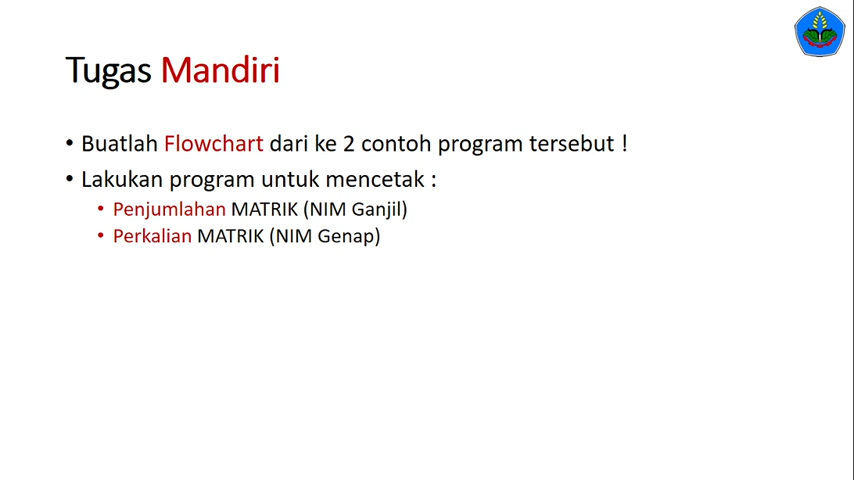 Tugas Mandiri
• Buatlah Flowchart dari ke 2 contoh program tersebut !
• Lakukan program untuk mencetak :
• Penjumlahan MATRIK (NIM Ganjil)
• Perkalian MATRIK (NIM Genap)